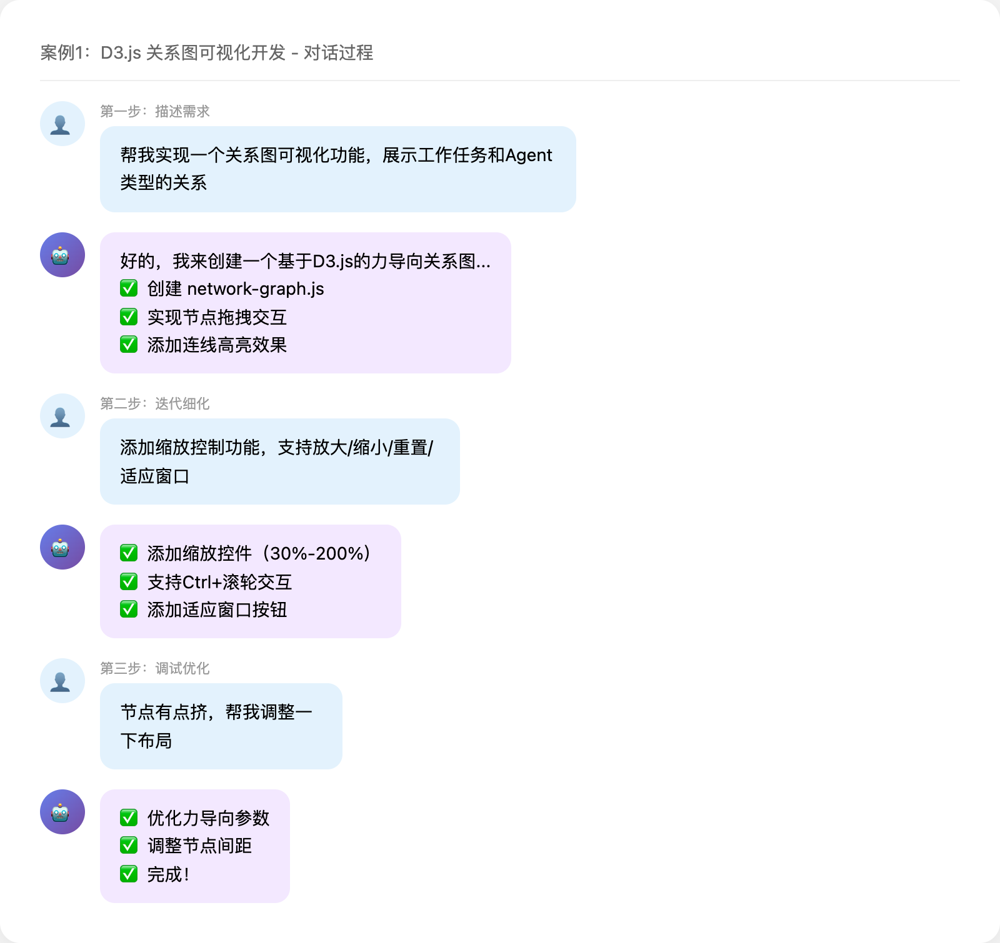 案例1：D3.js 关系图可视化开发 - 对话过程
第一步：描述需求
帮我实现一个关系图可视化功能，展示工作任务和Agent
类型的关系
好的，我来创建一个基于D3.js的力导向关系图...
✅ 创建 network-graph.js
✅ 实现节点拖拽交互
✅ 添加连线高亮效果
第二步：迭代细化
添加缩放控制功能，支持放大/缩小/重置/
适应窗口
✅ 添加缩放控件（30%-200%）
✅ 支持Ctrl+滚轮交互
✅ 添加适应窗口按钮
第三步：调试优化
节点有点挤，帮我调整一
下布局
✅ 优化力导向参数
✅ 调整节点间距
✅ 完成！